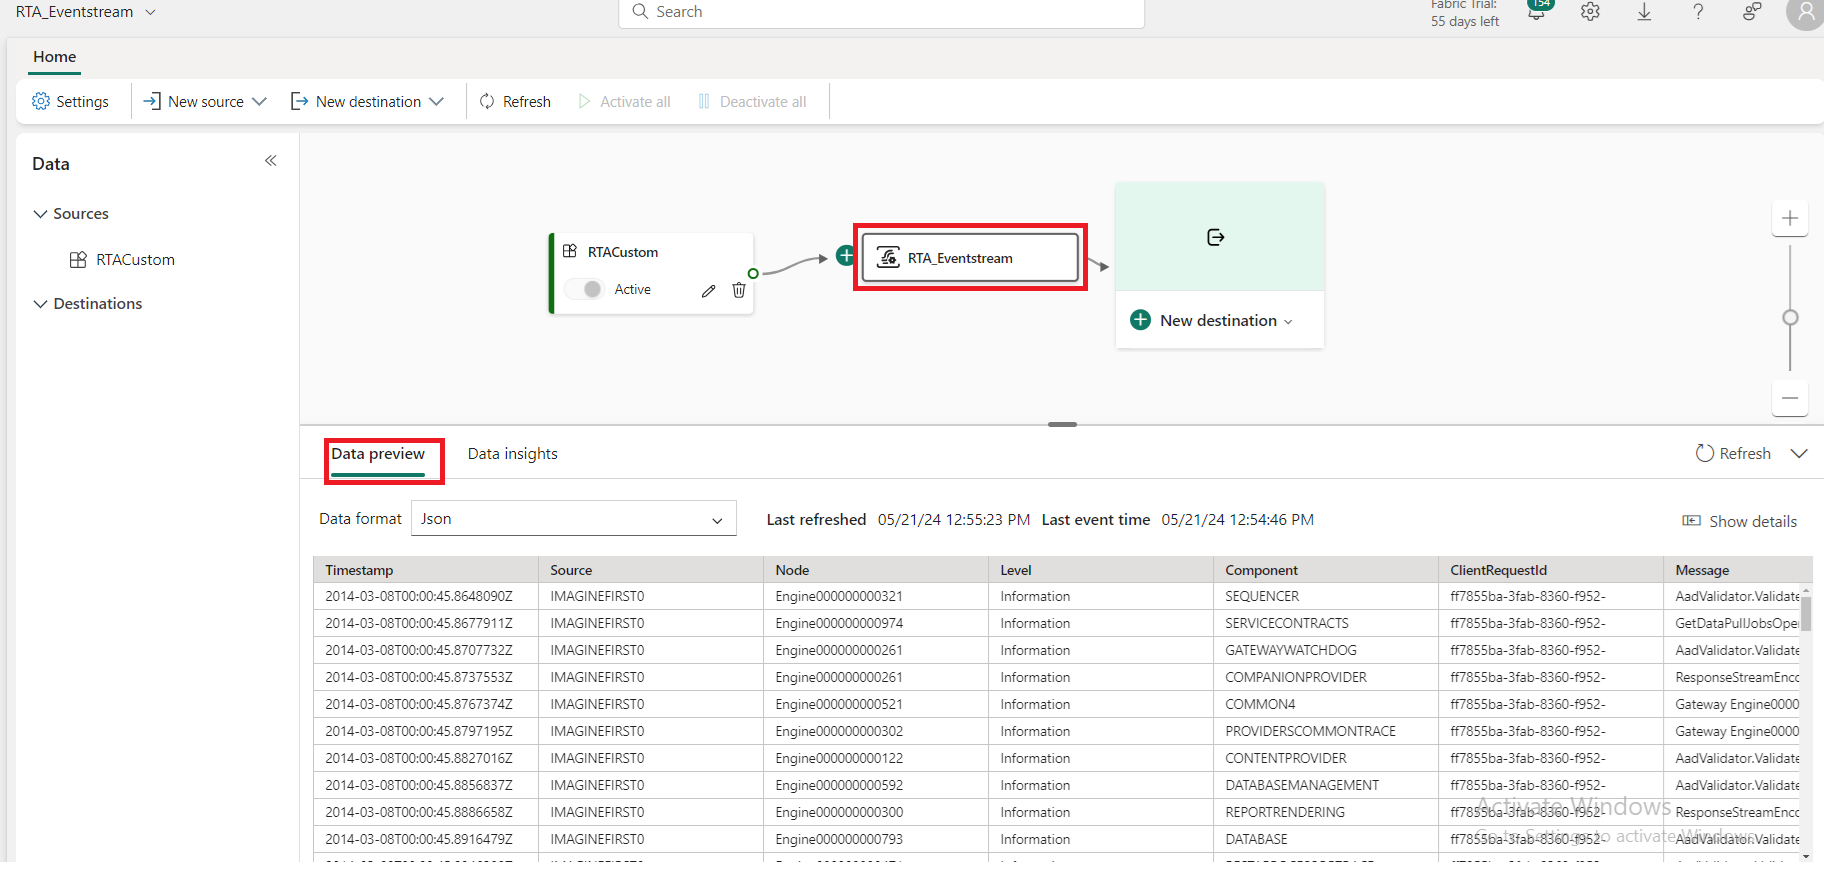 RTA_Eventstream
Search
Fabric Trial:
55 days left
154
Home
Settings
New source
New destination
Refresh
Activate all
Deactivate all
Data
Sources
RTACustom
Destinations
RTACustom
Active
RTA_Eventstream
New destination
Data preview
Data insights
Refresh
Data format
Json
Last refreshed 05/21/24 12:55:23 PM Last event time 05/21/24 12:54:46 PM
Show details
Timestamp Source Node Level Component ClientRequestId Message
2014-03-08T00:00:45.8648090Z IMAGINEFIRST0 Engine000000000321 Information SEQUENCER ff7855ba-3fab-8360-f952- AadValidator.Validate
2014-03-08T00:00:45.8677911Z IMAGINEFIRST0 Engine000000000974 Information SERVICECONTRACTS ff7855ba-3fab-8360-f952- GetDataPullJobsOper
2014-03-08T00:00:45.8707732Z IMAGINEFIRST0 Engine000000000261 Information GATEWAYWATCHDOG ff7855ba-3fab-8360-f952- AadValidator.Validate
2014-03-08T00:00:45.8737553Z IMAGINEFIRST0 Engine000000000261 Information COMPANIONPROVIDER ff7855ba-3fab-8360-f952- ResponseStreamEnco
2014-03-08T00:00:45.8767374Z IMAGINEFIRST0 Engine000000000521 Information COMMON4 ff7855ba-3fab-8360-f952- Gateway Engine0000
2014-03-08T00:00:45.8797195Z IMAGINEFIRST0 Engine000000000302 Information PROVIDERSCOMMONTRACE ff7855ba-3fab-8360-f952- Gateway Engine0000
2014-03-08T00:00:45.8827016Z IMAGINEFIRST0 Engine000000000122 Information CONTENTPROVIDER ff7855ba-3fab-8360-f952- AadValidator.Validate
2014-03-08T00:00:45.8856837Z IMAGINEFIRST0 Engine000000000592 Information DATABASEMANAGEMENT ff7855ba-3fab-8360-f952- AadValidator.Validate
2014-03-08T00:00:45.8886658Z IMAGINEFIRST0 Engine000000000300 Information REPORTRENDERING ff7855ba-3fab-8360-f952- ResponseStreamEnco
2014-03-08T00:00:45.8916479Z IMAGINEFIRST0 Engine000000000793 Information DATABASE ff7855ba-3fab-8360-f952- AadValidator.Validate
Activate Windows
Go to Settings to activate Windows.